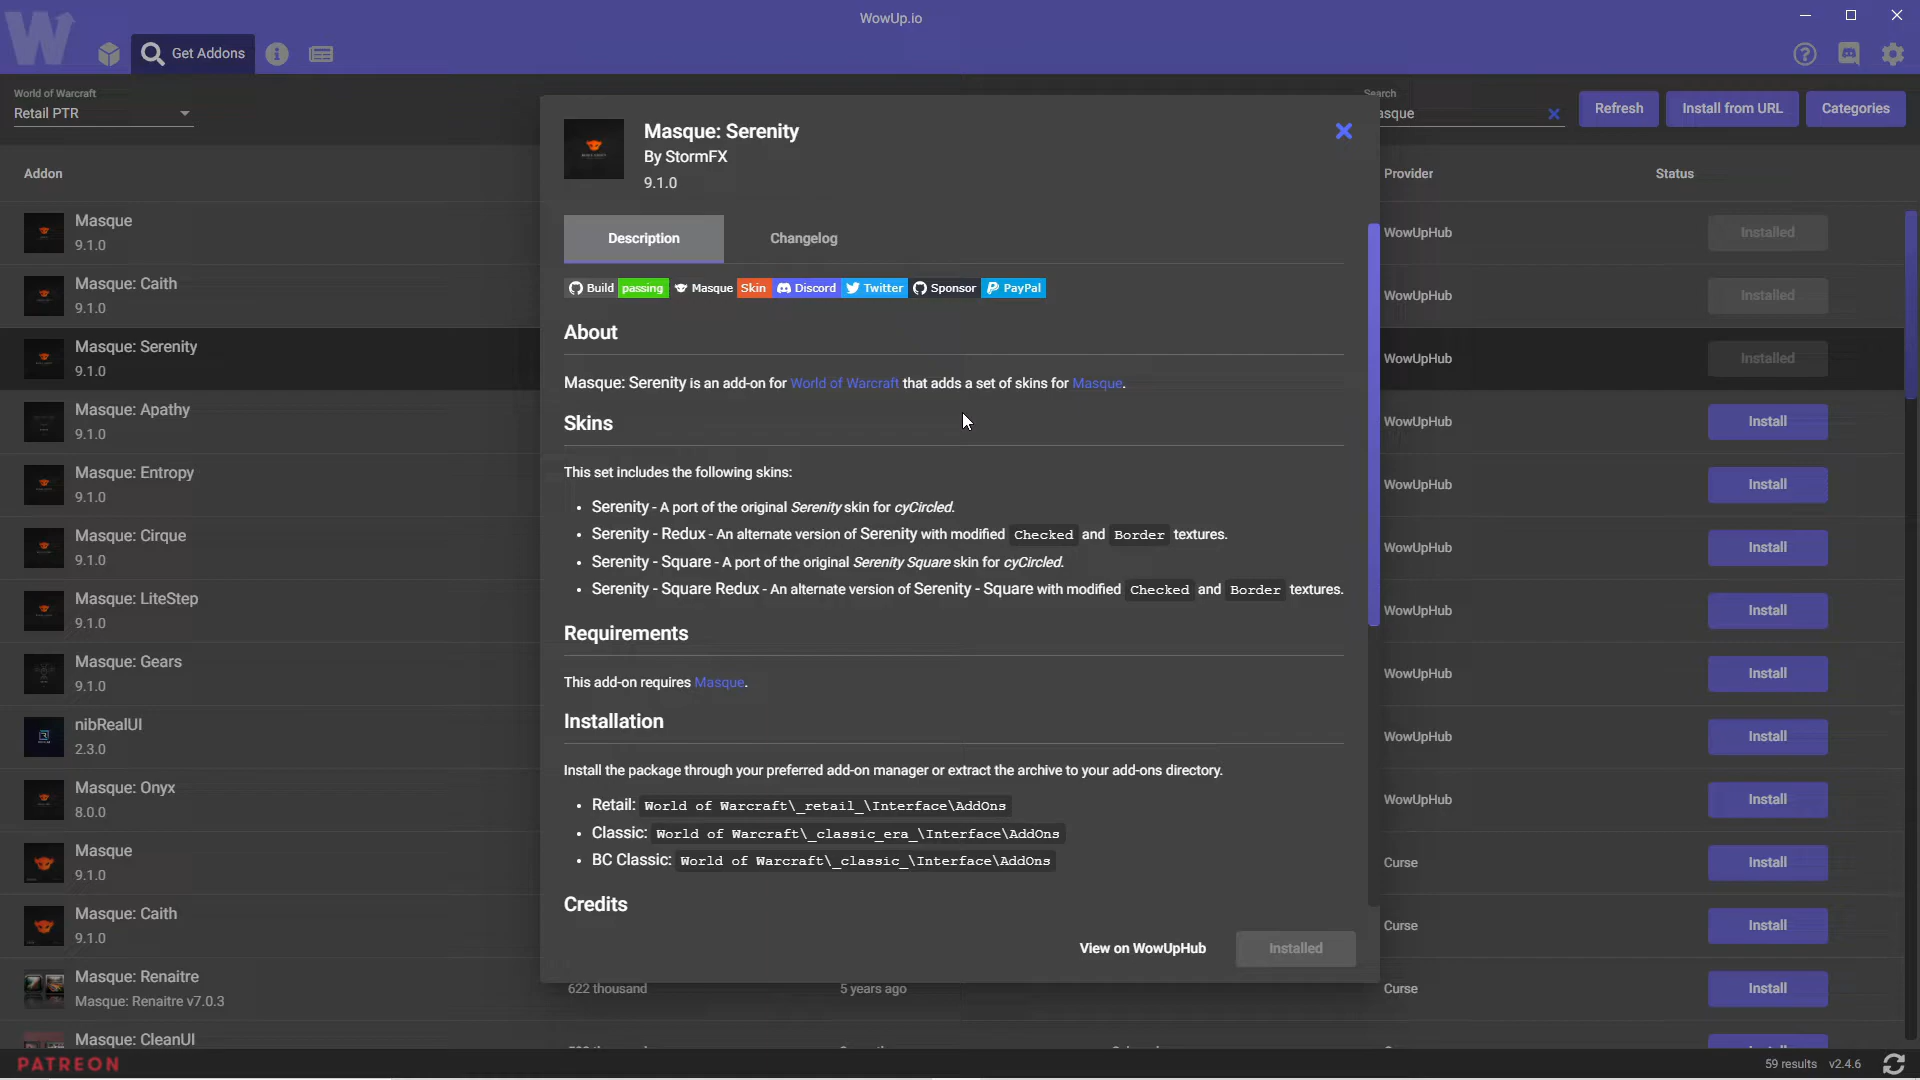 WowUp.io
Get Addons
World of Warcraft
Retail PTR
Search
asque
Refresh
Install from URL
Categories
Addon
Provider
Status
Masque
9.1.0
WowUpHub
Installed
Masque: Caith
9.1.0
WowUpHub
Installed
Masque: Serenity
9.1.0
WowUpHub
Installed
Masque: Apathy
9.1.0
WowUpHub
Install
Masque: Entropy
9.1.0
WowUpHub
Install
Masque: Cirque
9.1.0
WowUpHub
Install
Masque: LiteStep
9.1.0
WowUpHub
Install
Masque: Gears
9.1.0
WowUpHub
Install
nibRealUI
2.3.0
WowUpHub
Install
Masque: Onyx
8.0.0
WowUpHub
Install
Masque
9.1.0
Curse
Install
Masque: Caith
9.1.0
Curse
Install
Masque: Renaitre
Masque: Renaitre v7.0.3
622 thousand
5 years ago
Curse
Install
Masque: CleanUI
Masque: Serenity
By StormFX
9.1.0
Description
Changelog
Build passing Masque Skin Discord Twitter Sponsor PayPal
About
Masque: Serenity is an add-on for World of Warcraft that adds a set of skins for Masque.
Skins
This set includes the following skins:
• Serenity - A port of the original Serenity skin for cyCircled.
• Serenity - Redux - An alternate version of Serenity with modified Checked and Border textures.
• Serenity - Square - A port of the original Serenity Square skin for cyCircled.
• Serenity - Square Redux - An alternate version of Serenity - Square with modified Checked and Border textures.
Requirements
This add-on requires Masque.
Installation
Install the package through your preferred add-on manager or extract the archive to your add-ons directory.
• Retail: World of Warcraft\_retail_\Interface\AddOns
• Classic: World of Warcraft\_classic_era_\Interface\AddOns
• BC Classic: World of Warcraft\_classic_\Interface\AddOns
Credits
View on WowUpHub
Installed
PATREON
59 results
v2.4.6